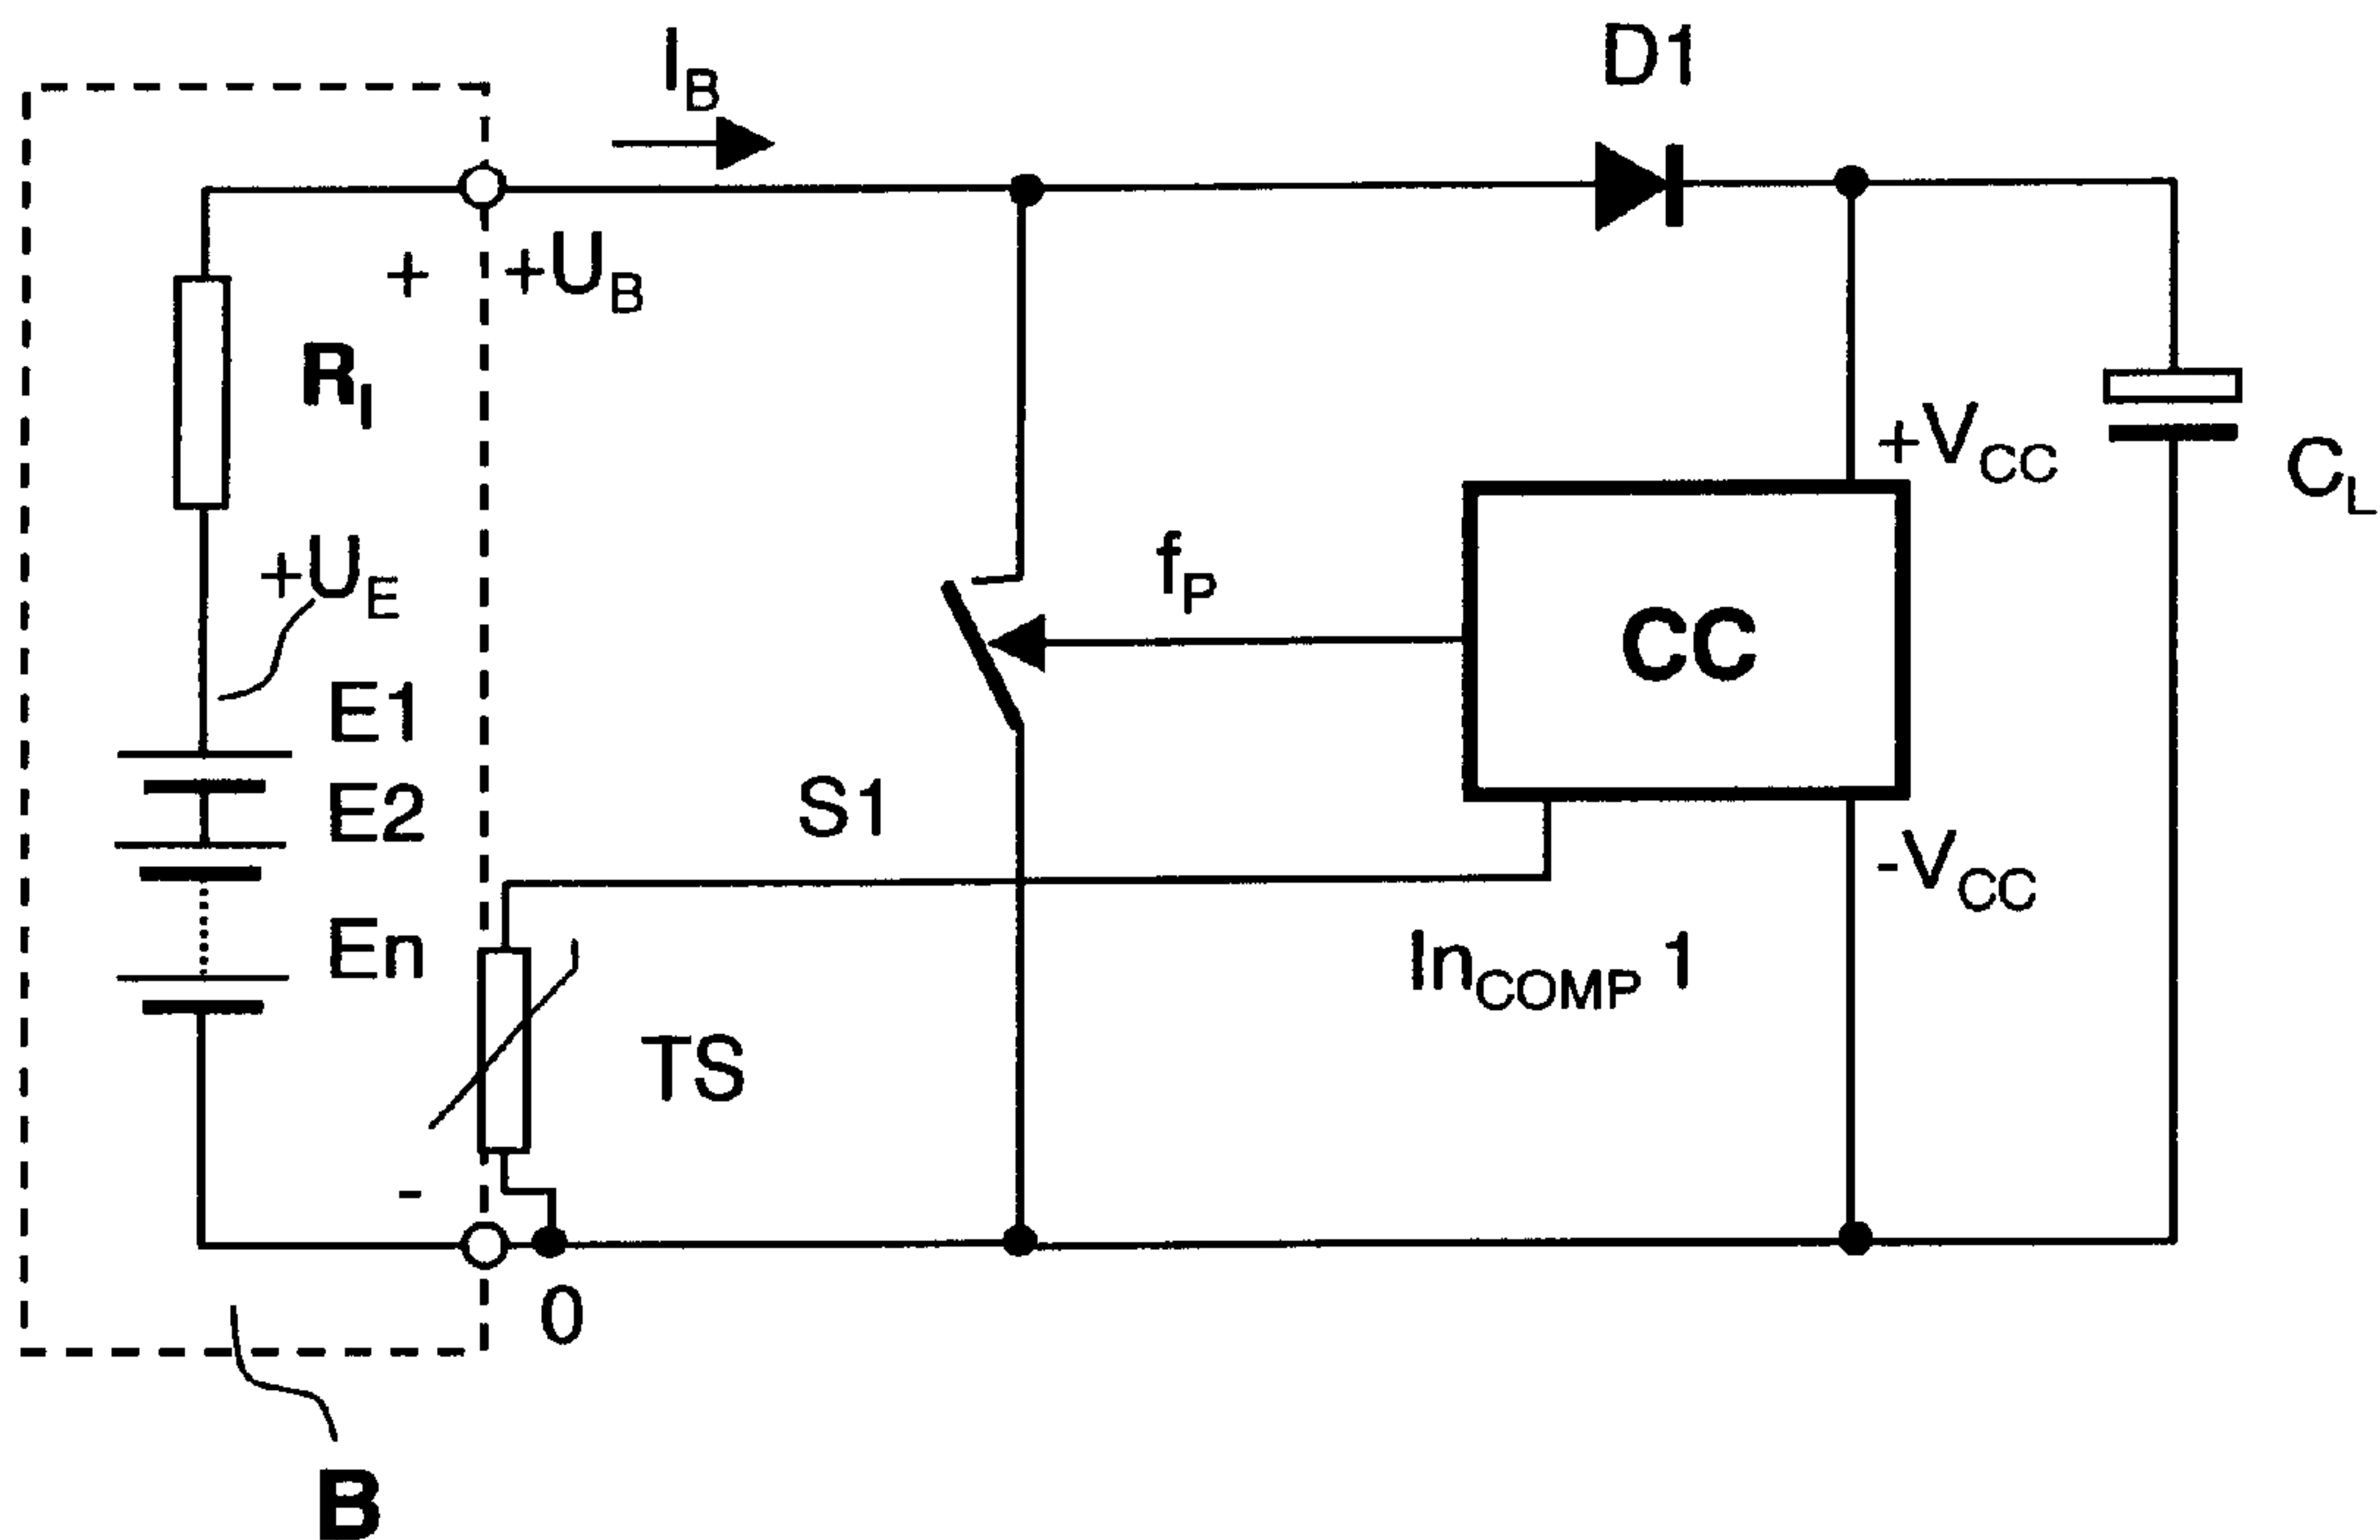 I_B
D1
+
+U_B
R_I
+V_CC
C_L
+U_E
f_P
CC
E1
E2
S1
-V_CC
En
In_COMP 1
TS
-
0
B